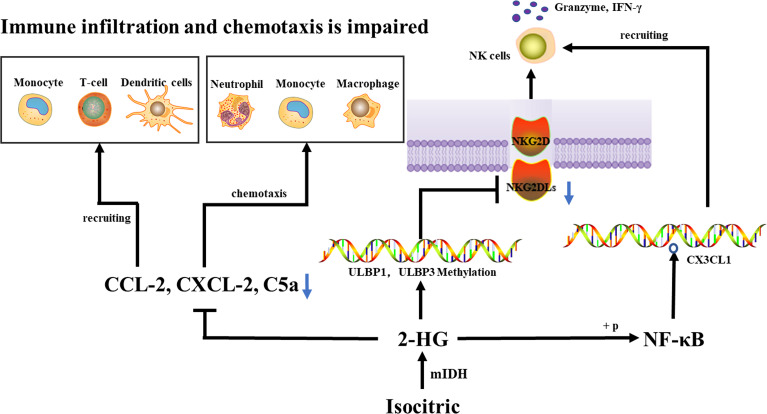 Granzyme, IFN-γ
Immune infiltration and chemotaxis is impaired
recruiting
NK cells
Monocyte
T-cell
Dendritic cells
Neutrophil
Monocyte
Macrophage
NKG2D
NKG2DLs
chemotaxis
recruiting
CX3CL1
ULBP1, ULBP3 Methylation
CCL-2, CXCL-2, C5a
+ p
2-HG
NF-κB
mIDH
Isocitric